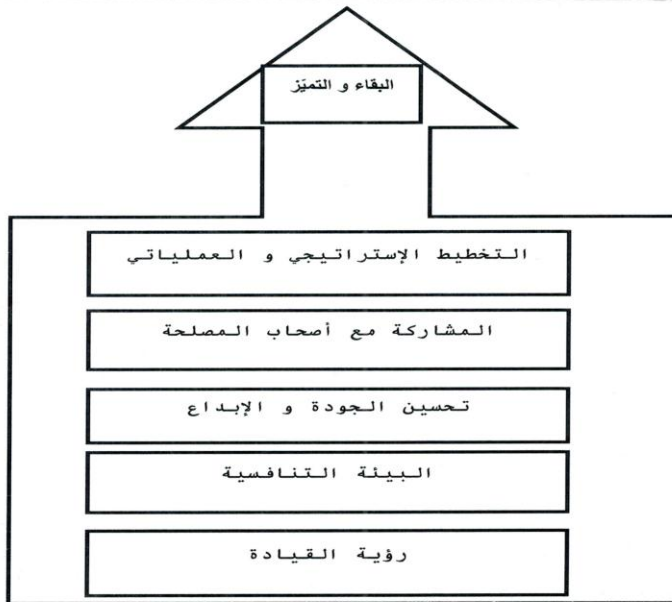 البقاء و التميَز
التخطيط الإستراتيجي و العملياتي
المشاركة مع أصحاب المصلحة
تحسين الجودة و الإبداع
البيئة التنافسية
رؤية القيادة